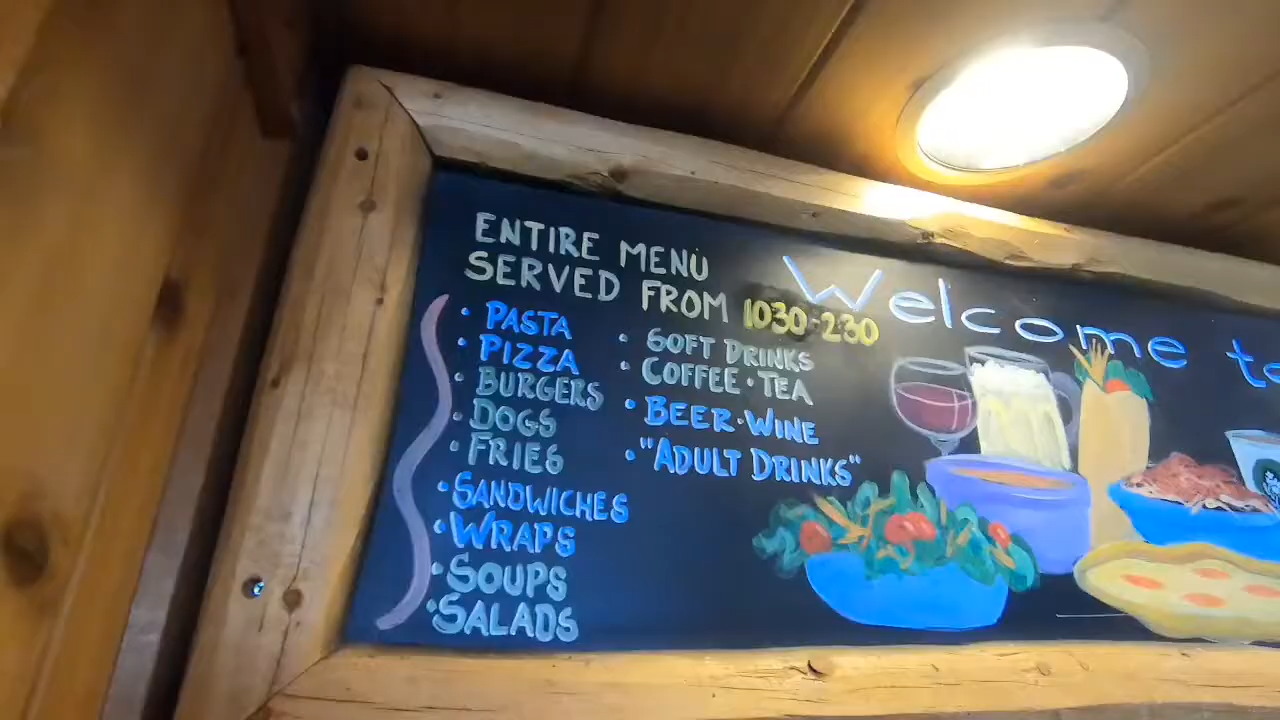 ENTIRE MENU
SERVED FROM 1030-230
• PASTA
• PIZZA
• BURGERS
• DOGS
• FRIES
• SANDWICHES
• WRAPS
• SOUPS
• SALADS
• SOFT DRINKS
• COFFEE • TEA
• BEER • WINE
• "ADULT DRINKS"
Welcome to